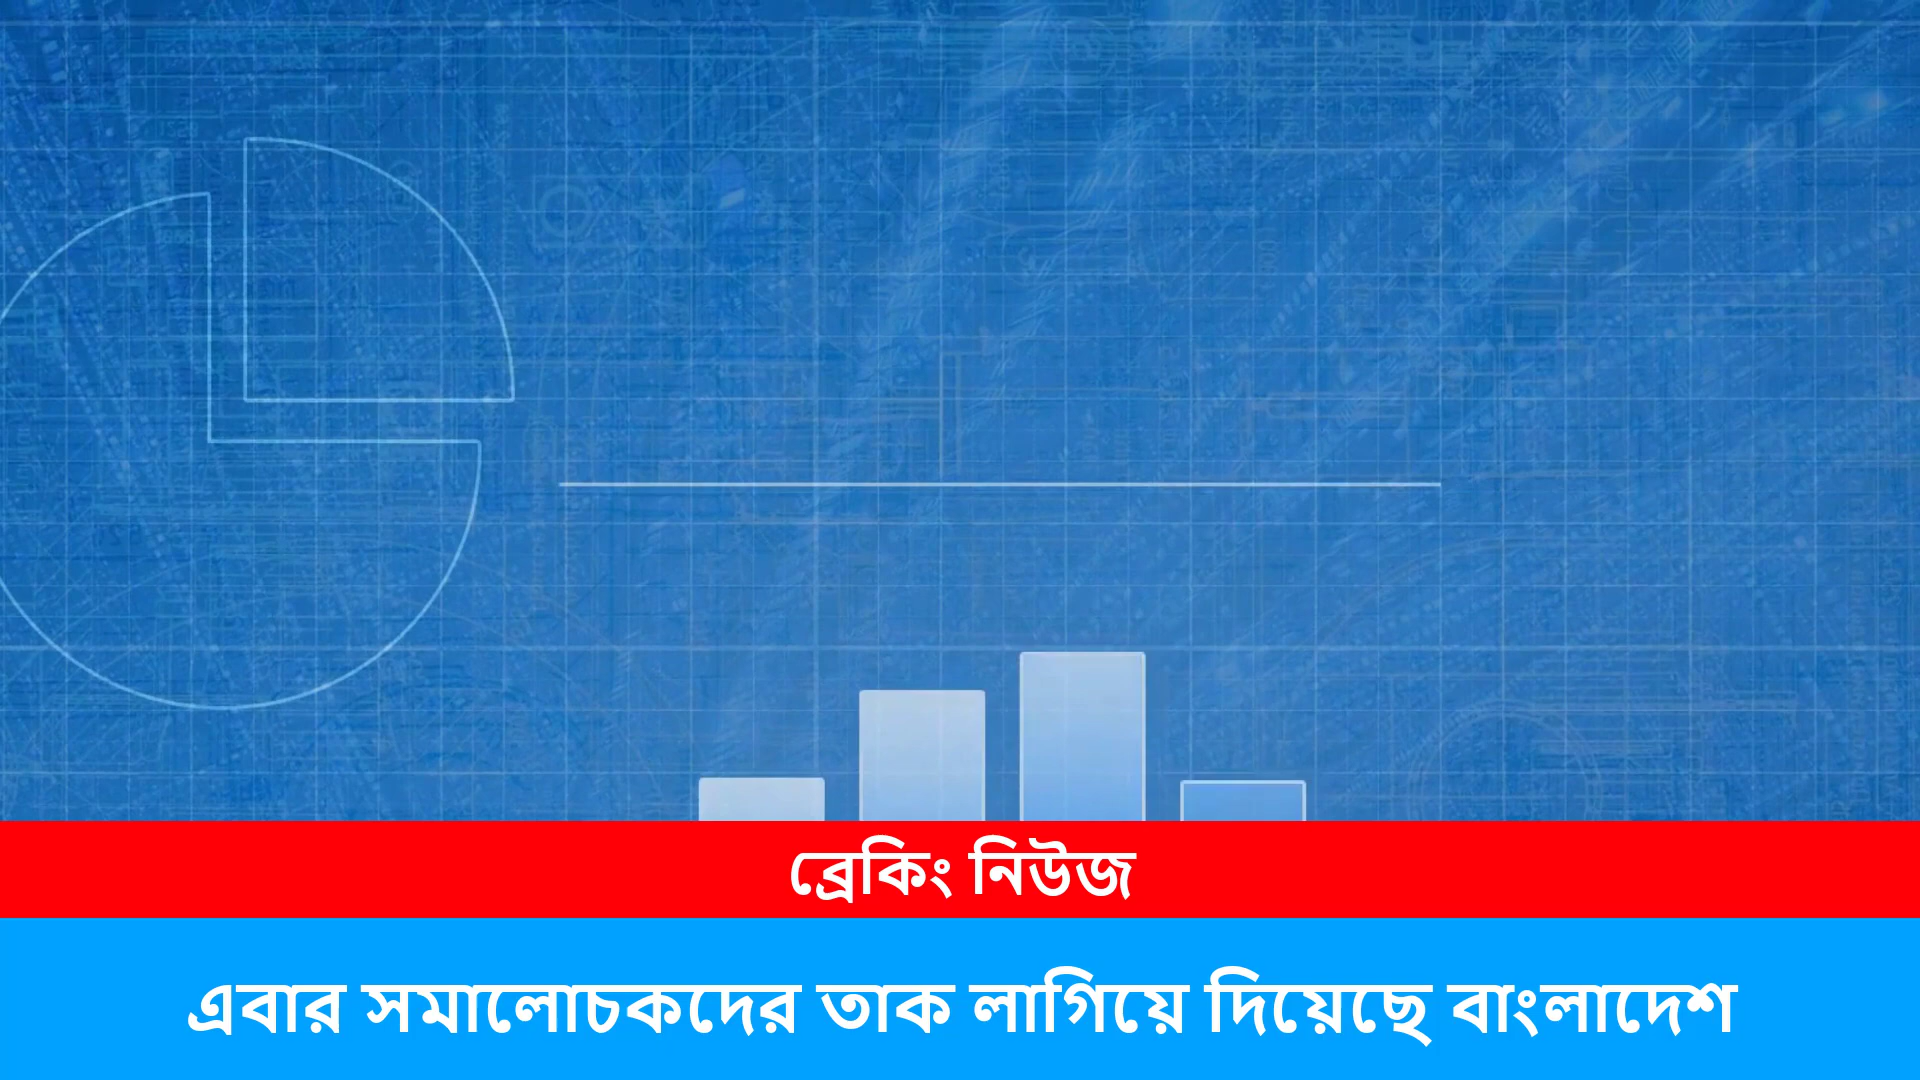 ব্রেকিং নিউজ
এবার সমালোচকদের তাক লাগিয়ে দিয়েছে বাংলাদেশ